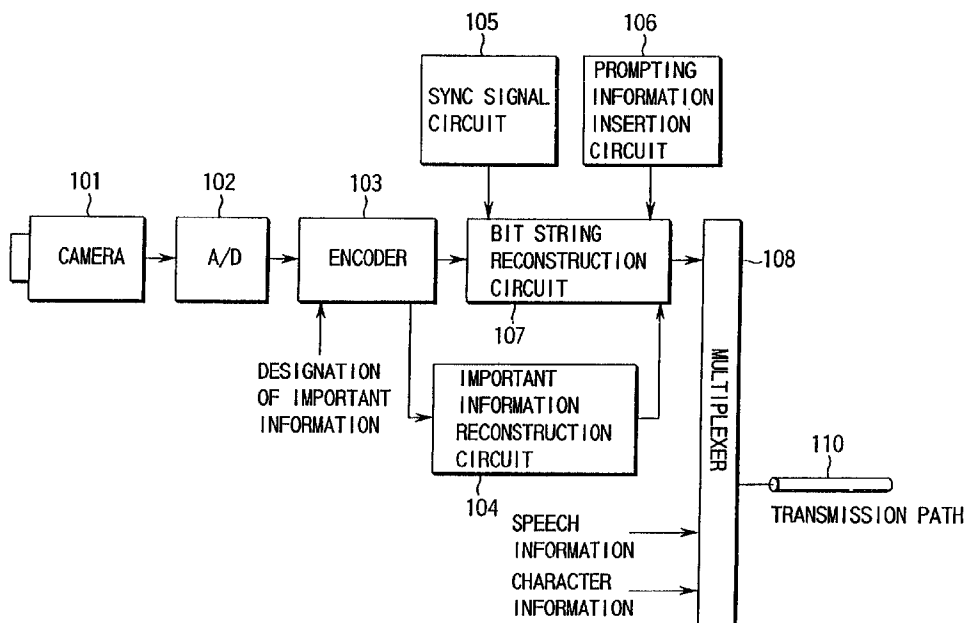 105
106
SYNC SIGNAL
CIRCUIT
PROMPTING
INFORMATION
INSERTION
CIRCUIT
101
102
103
CAMERA
A/D
ENCODER
BIT STRING
RECONSTRUCTION
CIRCUIT
107
108
MULTIPLEXER
DESIGNATION
OF IMPORTANT
INFORMATION
IMPORTANT
INFORMATION
RECONSTRUCTION
CIRCUIT
104
110
TRANSMISSION PATH
SPEECH
INFORMATION
CHARACTER
INFORMATION